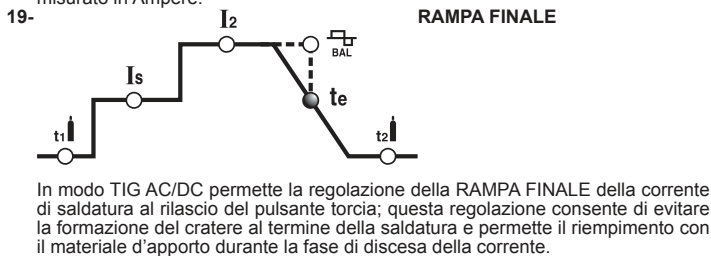 misurato in Ampere.
19- RAMPA FINALE
I2
BAL
Is
te
t1
t2
In modo TIG AC/DC permette la regolazione della RAMPA FINALE della corrente
di saldatura al rilascio del pulsante torcia; questa regolazione consente di evitare
la formazione del cratere al termine della saldatura e permette il riempimento con
il materiale d'apporto durante la fase di discesa della corrente.